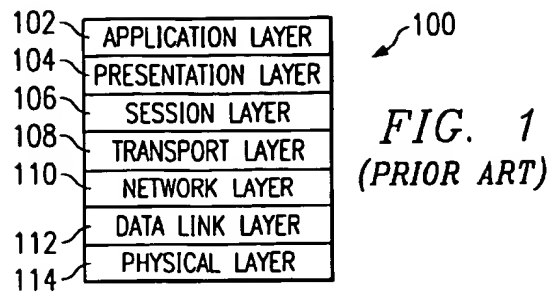 102 APPLICATION LAYER
104 PRESENTATION LAYER
106 SESSION LAYER
108 TRANSPORT LAYER
110 NETWORK LAYER
112 DATA LINK LAYER
114 PHYSICAL LAYER
100
FIG. 1
(PRIOR ART)